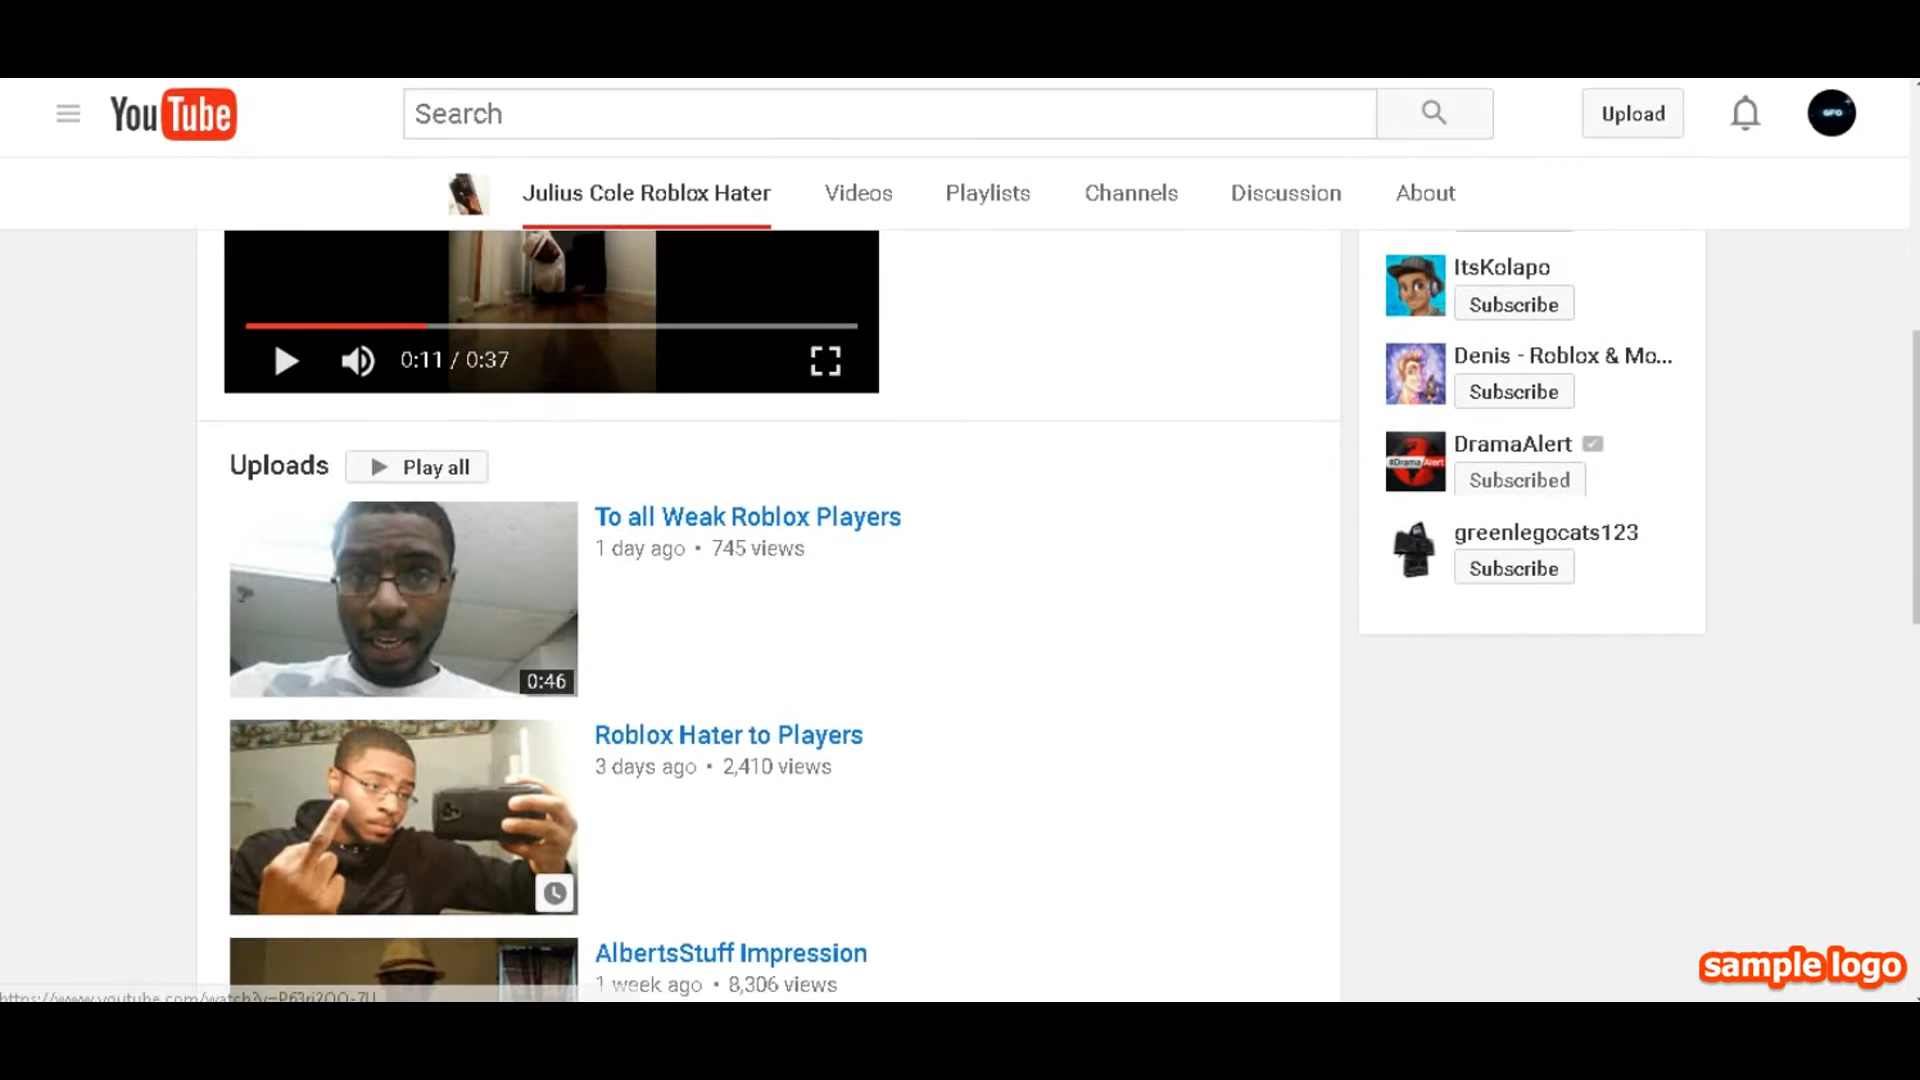 YouTube
Search
Upload
Julius Cole Roblox Hater
Videos
Playlists
Channels
Discussion
About
0:11 / 0:37
Uploads
Play all
To all Weak Roblox Players
1 day ago • 745 views
0:46
Roblox Hater to Players
3 days ago • 2,410 views
AlbertsStuff Impression
1 week ago • 8,306 views
ItsKolapo
Subscribe
Denis - Roblox & Mo...
Subscribe
DramaAlert
#DramaAlert
Subscribed
greenlegocats123
Subscribe
sample logo